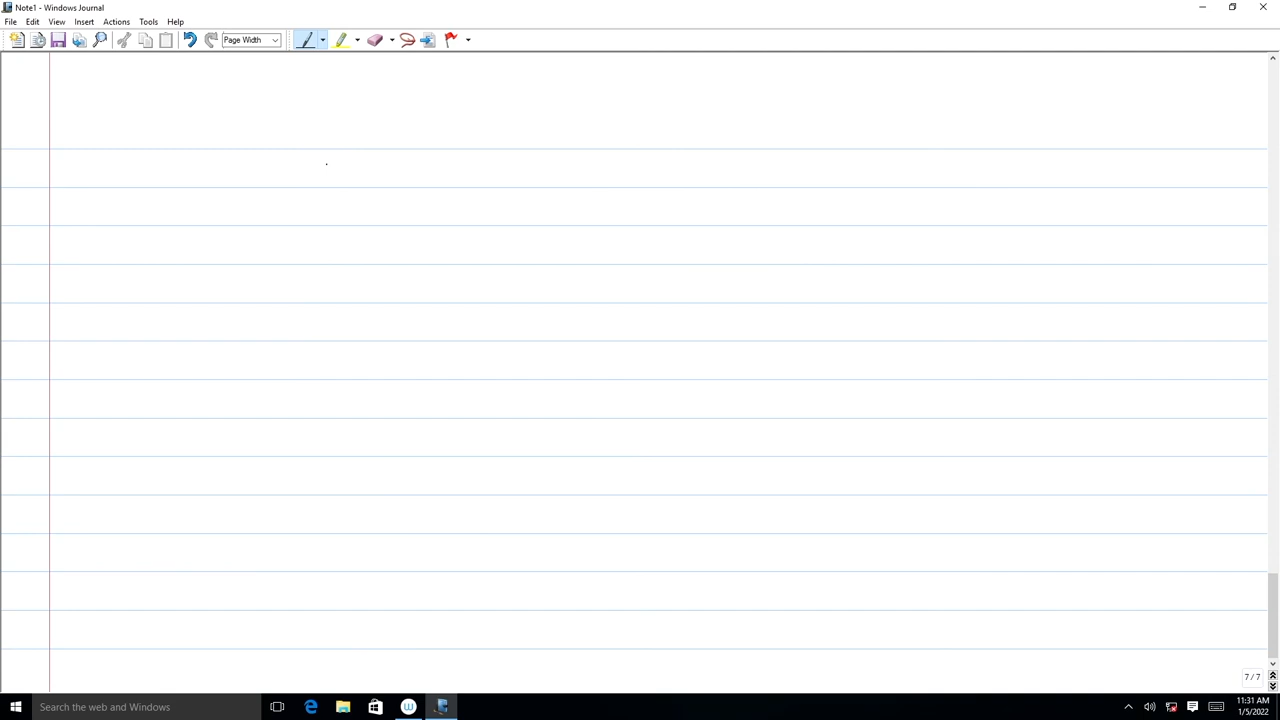 Note1 - Windows Journal
File Edit View Insert Actions Tools Help
Page Width
7 / 7
Search the web and Windows
11:31 AM
1/5/2022